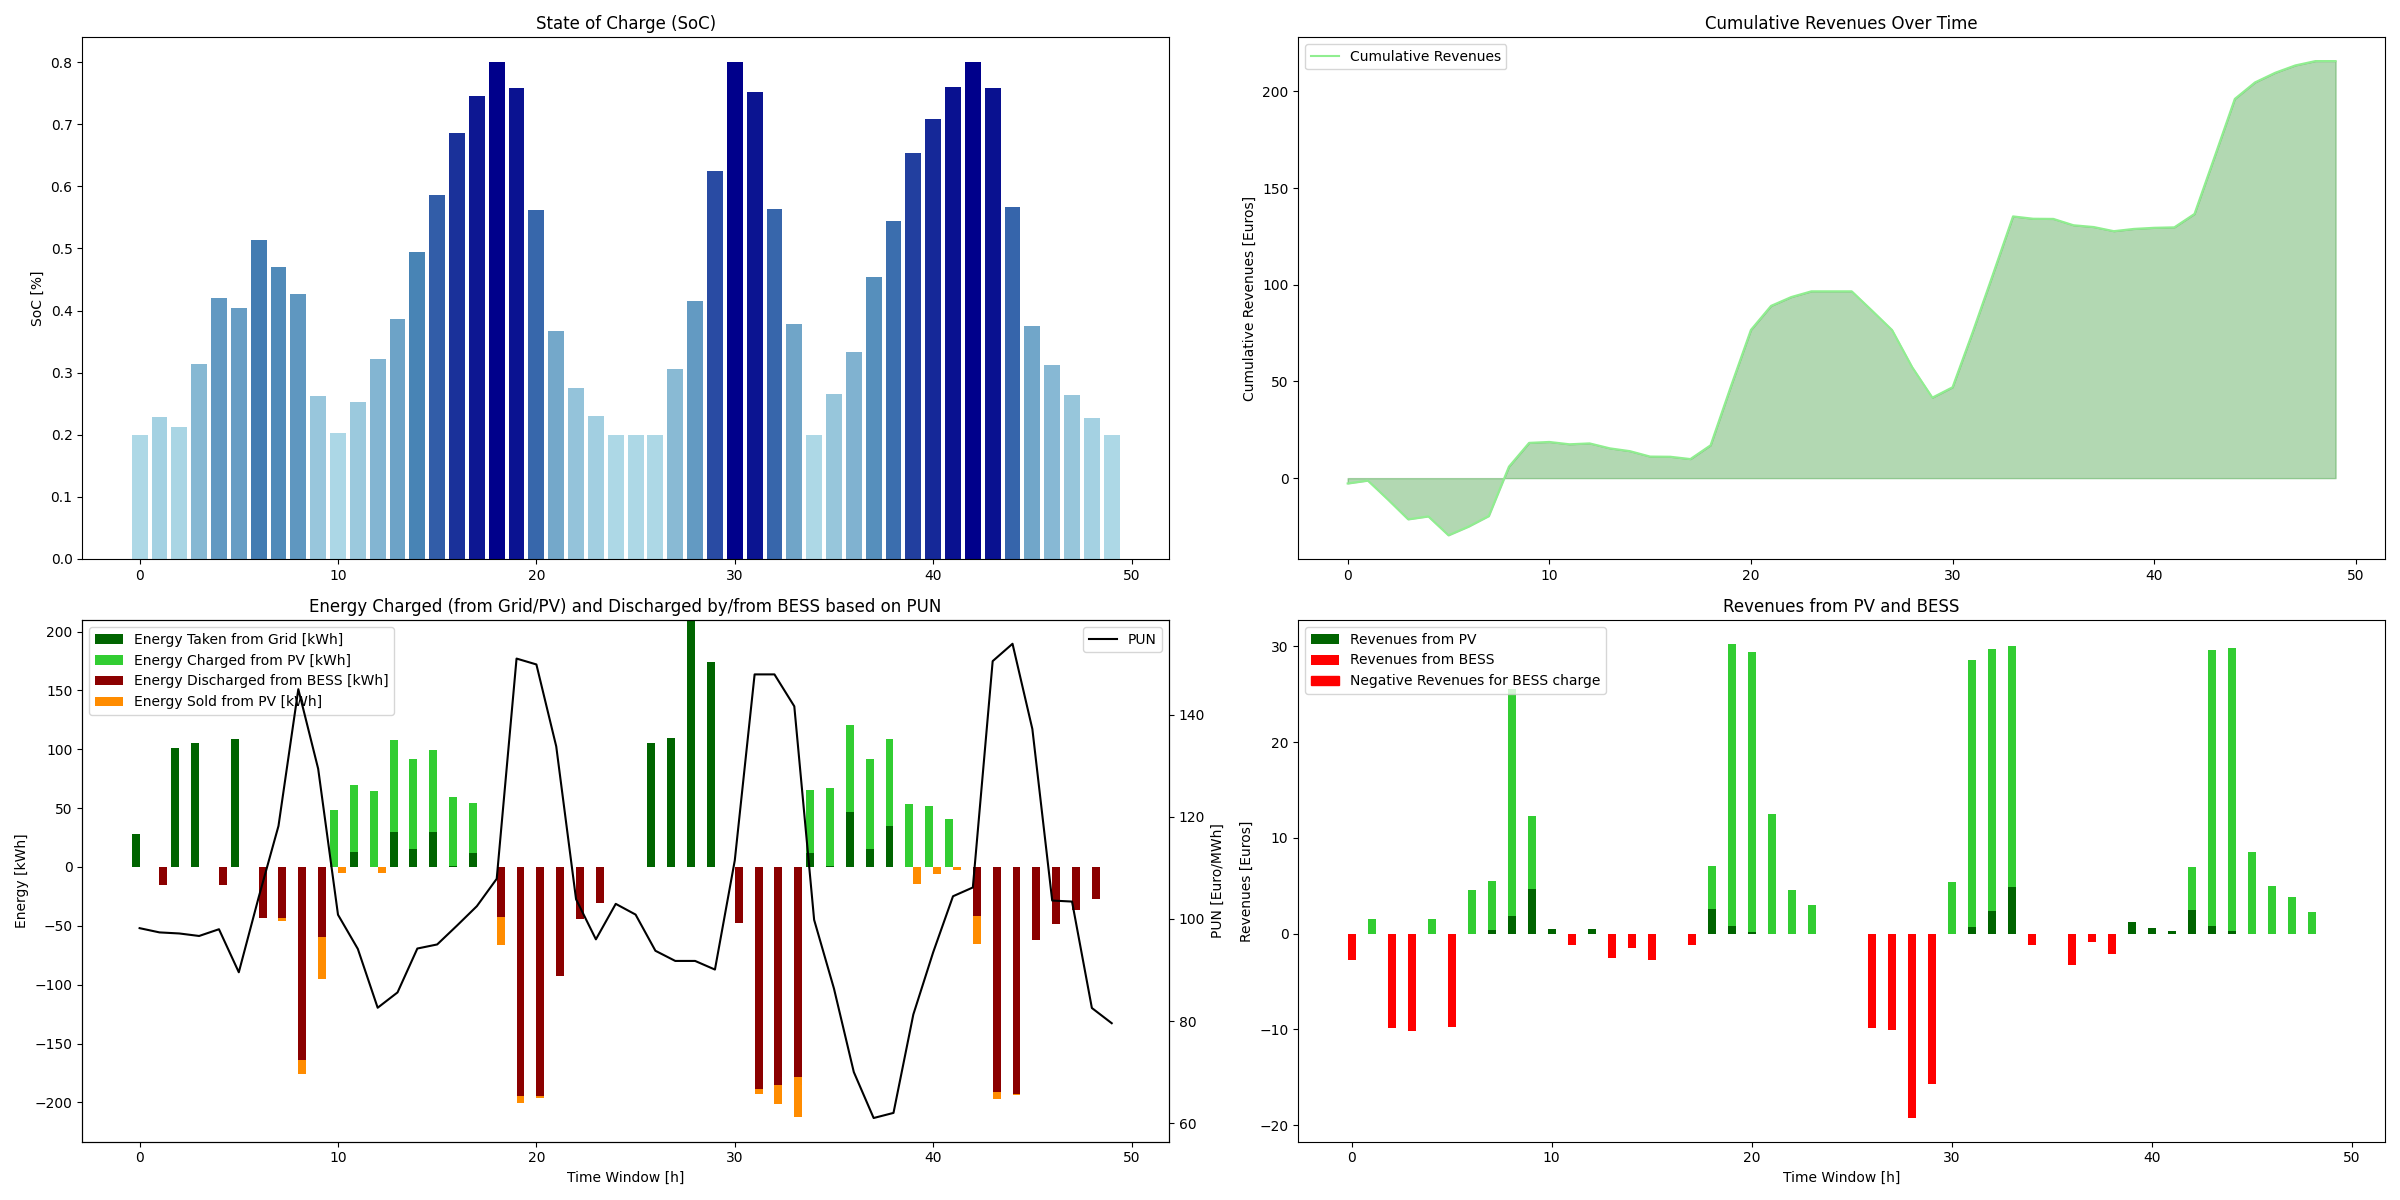 State of Charge (SoC)
SoC [%]
0.8
0.7
0.6
0.5
0.4
0.3
0.2
0.1
0.0
0 10 20 30 40 50
Cumulative Revenues Over Time
Cumulative Revenues
Cumulative Revenues [Euros]
200
150
100
50
0
0 10 20 30 40 50
Energy Charged (from Grid/PV) and Discharged by/from BESS based on PUN
Energy Taken from Grid [kWh]
Energy Charged from PV [kWh]
Energy Discharged from BESS [kWh]
Energy Sold from PV [kWh]
PUN
Energy [kWh]
200
150
100
50
0
−50
−100
−150
−200
PUN [Euro/MWh]
140
120
100
80
60
0 10 20 30 40 50
Time Window [h]
Revenues from PV and BESS
Revenues from PV
Revenues from BESS
Negative Revenues for BESS charge
Revenues [Euros]
30
20
10
0
−10
−20
0 10 20 30 40 50
Time Window [h]